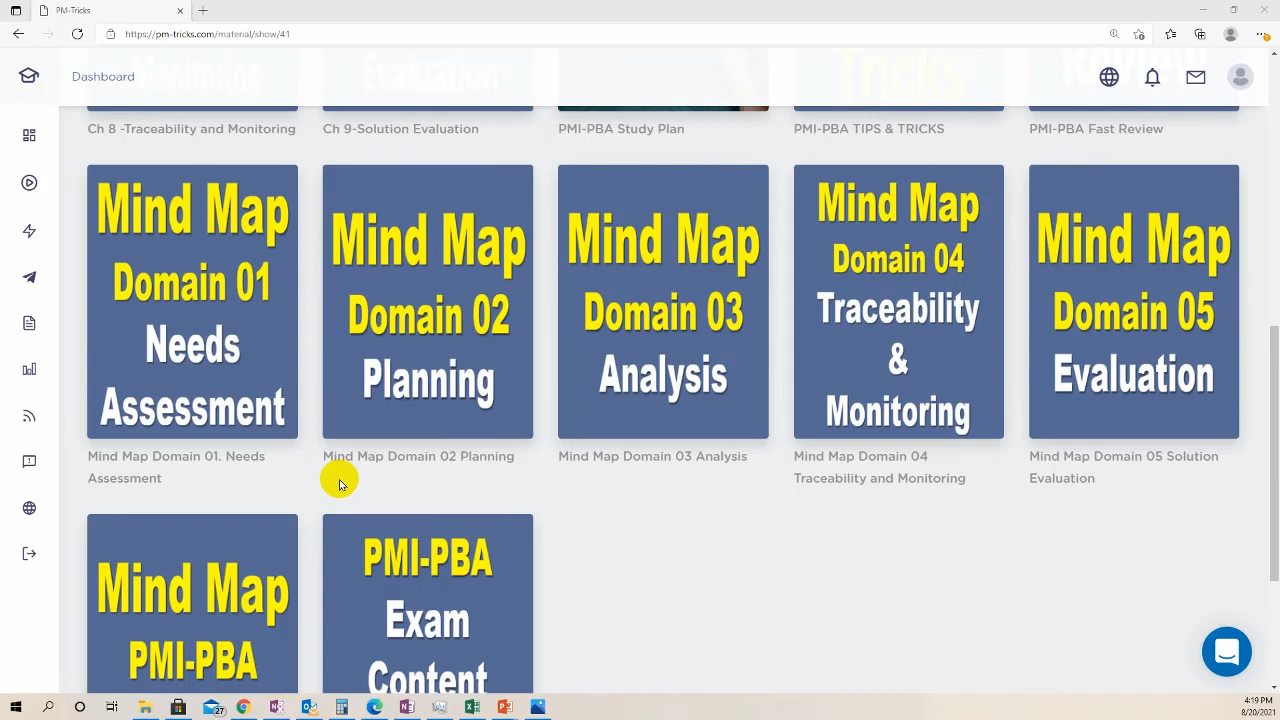 PM-Tricks
https://pm-tricks.com/material/show/41
Dashboard
Monitoring
Evaluation
Tricks
Review
Ch 8 -Traceability and Monitoring
Ch 9-Solution Evaluation
PMI-PBA Study Plan
PMI-PBA TIPS & TRICKS
PMI-PBA Fast Review
Mind Map
Domain 01
Needs
Assessment
Mind Map
Domain 02
Planning
Mind Map
Domain 03
Analysis
Mind Map
Domain 04
Traceability
&
Monitoring
Mind Map
Domain 05
Evaluation
Mind Map Domain 01. Needs
Assessment
Mind Map Domain 02 Planning
Mind Map Domain 03 Analysis
Mind Map Domain 04
Traceability and Monitoring
Mind Map Domain 05 Solution
Evaluation
Mind Map
PMI-PBA
PMI-PBA
Exam
Content
27
4:19 PM
8/20/2021